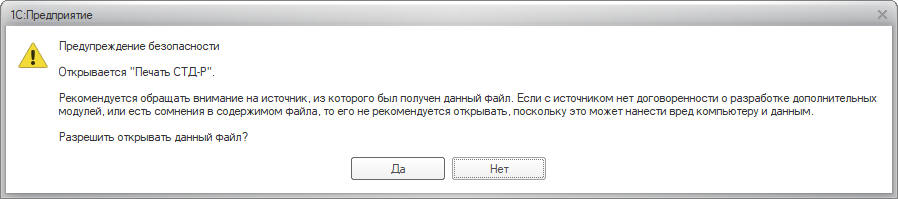 1С:Предприятие
Предупреждение безопасности
Открывается "Печать СТД-Р".
Рекомендуется обращать внимание на источник, из которого был получен данный файл. Если с источником нет договоренности о разработке дополнительных
модулей, или есть сомнения в содержимом файла, то его не рекомендуется открывать, поскольку это может нанести вред компьютеру и данным.
Разрешить открывать данный файл?
Да
Нет